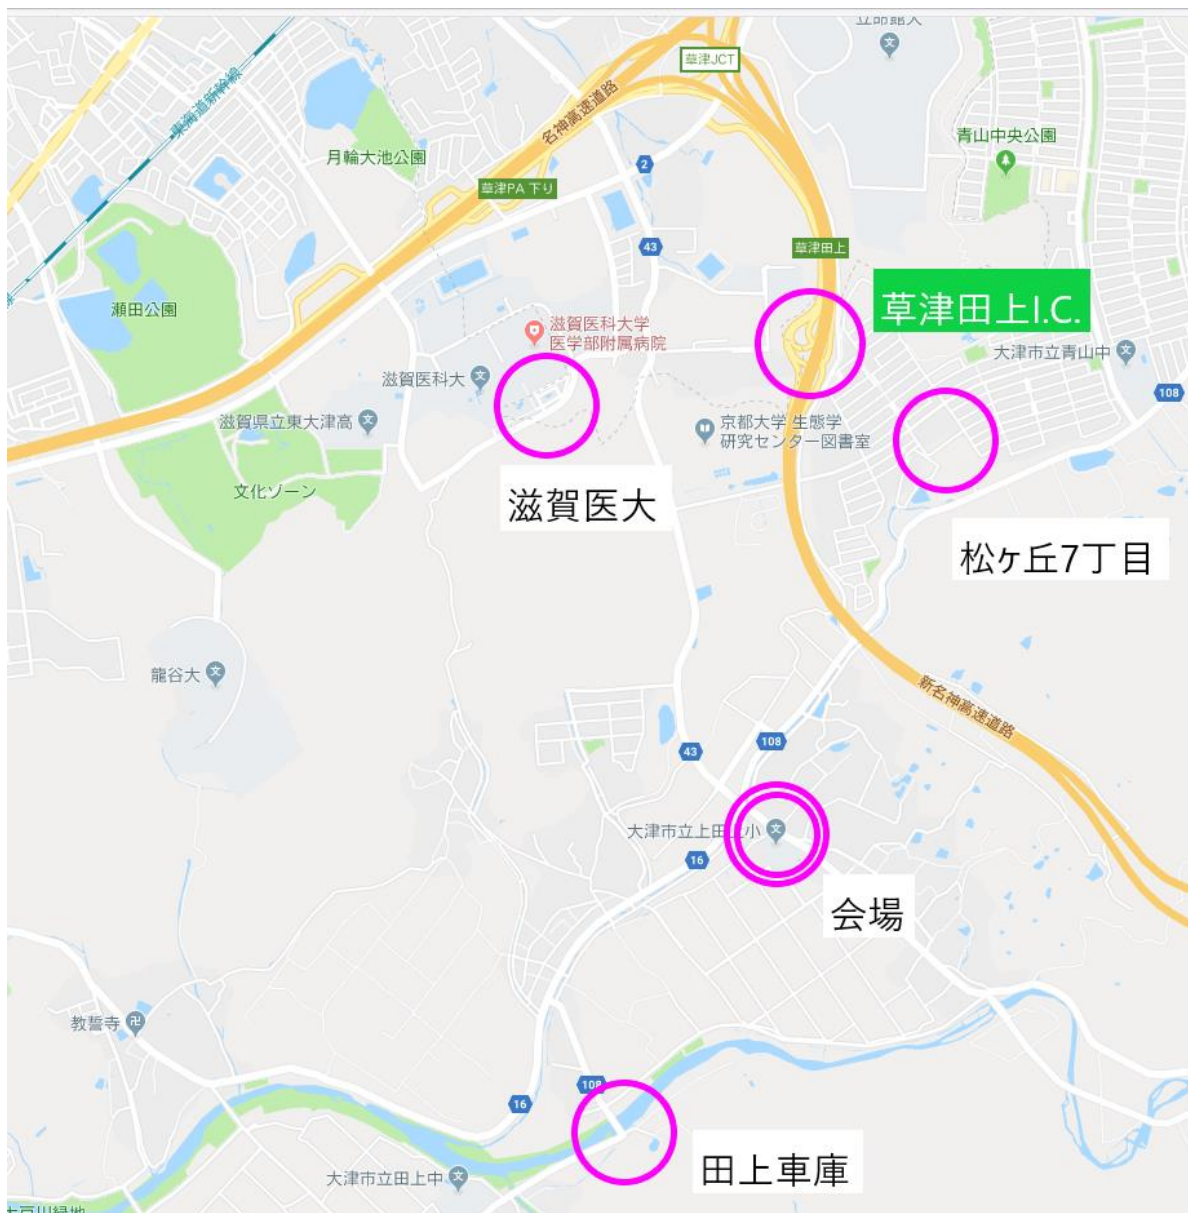 立命館大
草津JCT
東海道新幹線
名神高速道路
青山中央公園
月輪大池公園
2
草津PA 下り
43
草津田上
瀬田公園
草津田上I.C.
滋賀医科大学
医学部附属病院
大津市立青山中
滋賀医科大
108
滋賀県立東大津高
京都大学 生態学
研究センター図書室
文化ゾーン
滋賀医大
松ヶ丘7丁目
龍谷大
新名神高速道路
43
108
大津市立上田上小
16
会場
教誓寺
108
16
田上車庫
大津市立田上中
大戸川緑地